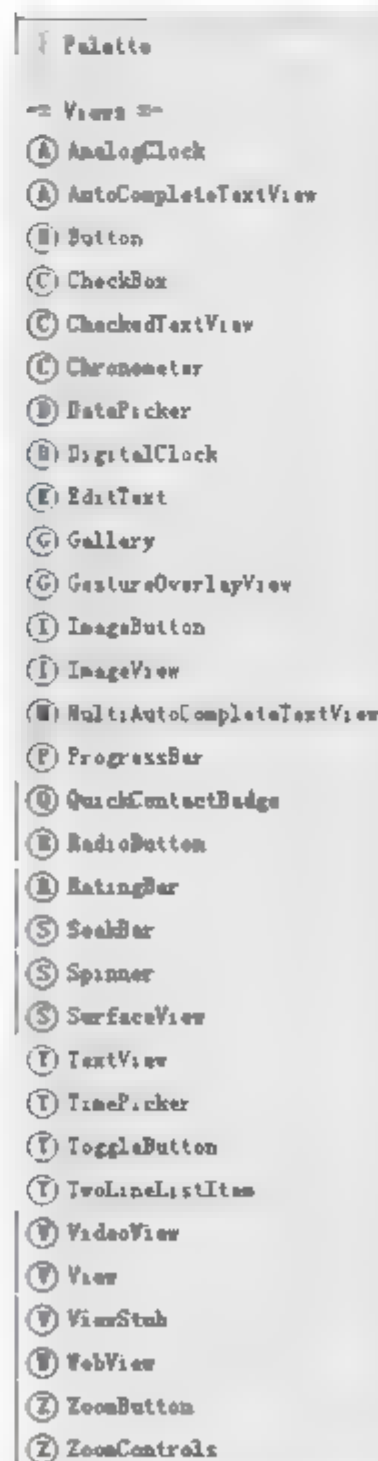 Palette
-= Views =-
A AnalogClock
A AutoCompleteTextView
B Button
C CheckBox
C CheckedTextView
C Chronometer
D DatePicker
D DigitalClock
E EditText
G Gallery
G GestureOverlayView
I ImageButton
I ImageView
M MultiAutoCompleteTextView
P ProgressBar
Q QuickContactBadge
R RadioButton
R RatingBar
S SeekBar
S Spinner
S SurfaceView
T TextView
T TimePicker
T ToggleButton
T TwoLineListItem
V VideoView
V View
V ViewStub
W WebView
Z ZoomButton
Z ZoomControls